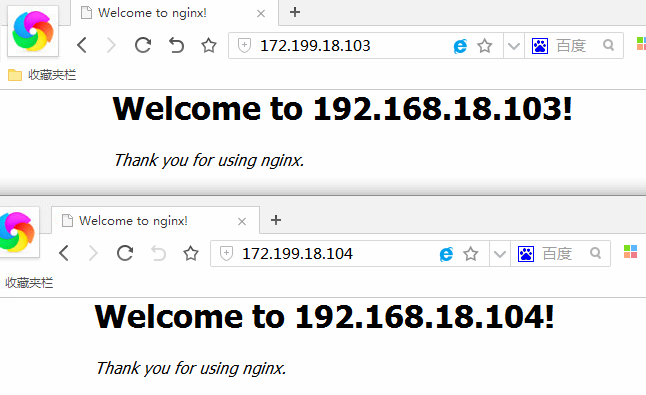 Welcome to nginx!
172.199.18.103
百度
收藏夹栏
Welcome to 192.168.18.103!
Thank you for using nginx.
Welcome to nginx!
172.199.18.104
百度
收藏夹栏
Welcome to 192.168.18.104!
Thank you for using nginx.